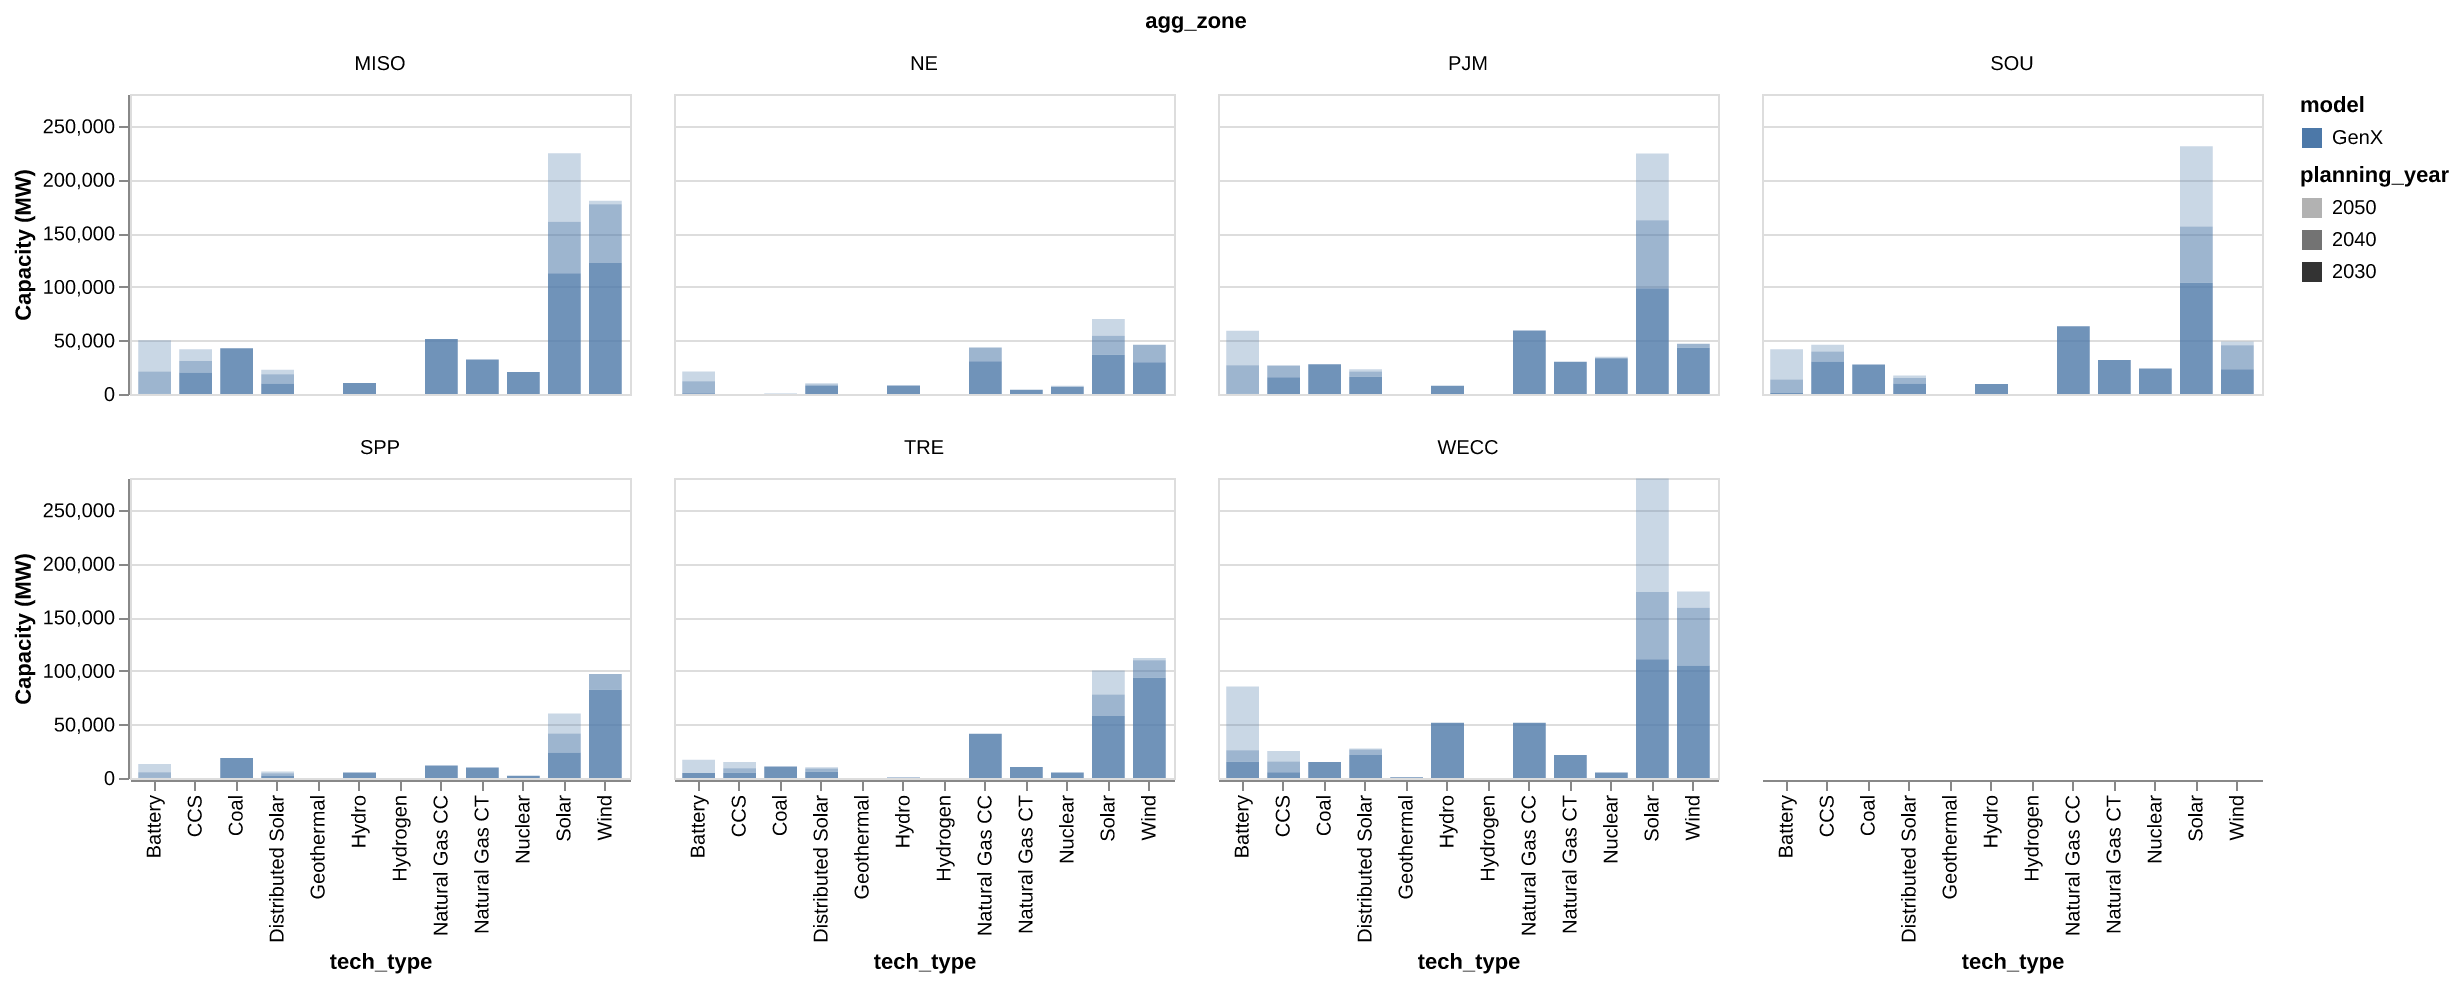 agg_zone
MISO
NE
PJM
SOU
model
GenX
planning_year
2050
2040
2030
Capacity (MW)
250,000
200,000
150,000
100,000
50,000
0
SPP
TRE
WECC
Capacity (MW)
250,000
200,000
150,000
100,000
50,000
0
Battery
CCS
Coal
Distributed Solar
Geothermal
Hydro
Hydrogen
Natural Gas CC
Natural Gas CT
Nuclear
Solar
Wind
tech_type
Battery
CCS
Coal
Distributed Solar
Geothermal
Hydro
Hydrogen
Natural Gas CC
Natural Gas CT
Nuclear
Solar
Wind
tech_type
Battery
CCS
Coal
Distributed Solar
Geothermal
Hydro
Hydrogen
Natural Gas CC
Natural Gas CT
Nuclear
Solar
Wind
tech_type
Battery
CCS
Coal
Distributed Solar
Geothermal
Hydro
Hydrogen
Natural Gas CC
Natural Gas CT
Nuclear
Solar
Wind
tech_type